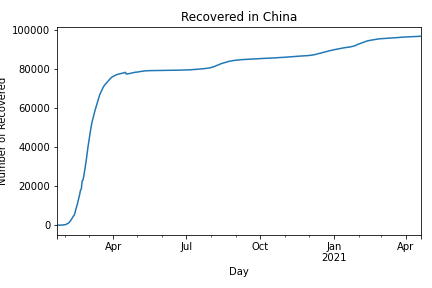 Recovered in China
Number of Recovered
100000
80000
60000
40000
20000
0
Apr
Jul
Oct
Jan
2021
Apr
Day